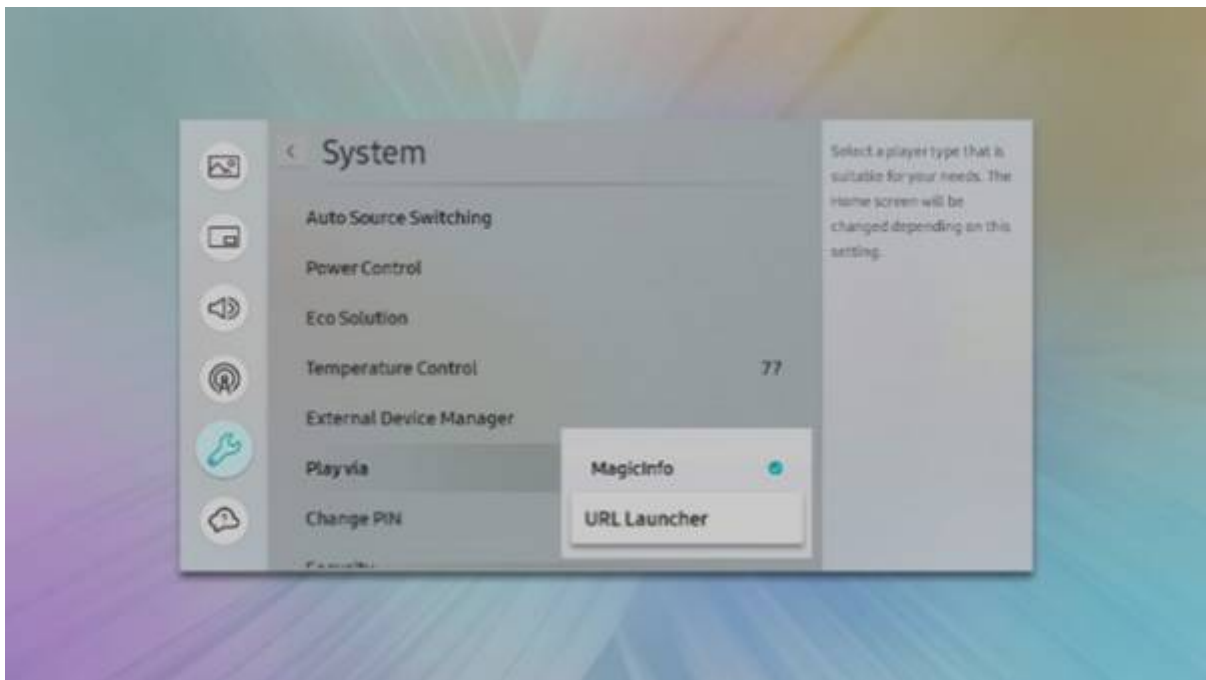 System
Auto Source Switching
Power Control
Eco Solution
Temperature Control 77
External Device Manager
Play via
MagicInfo
Change PIN
URL Launcher
Security
Select a player type that is
suitable for your needs. The
Home screen will be
changed depending on this
setting.